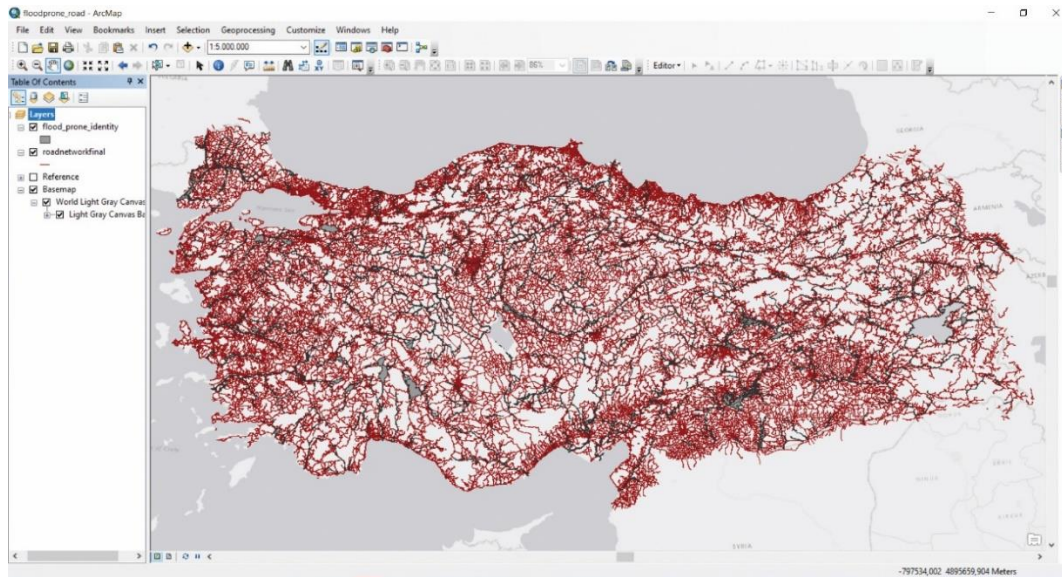 floodprone_road - ArcMap
File Edit View Bookmarks Insert Selection Geoprocessing Customize Windows Help
1:5.000.000
86%
Editor
Table Of Contents
Layers
flood_prone_identity
roadnetworkfinal
Reference
Basemap
World Light Gray Canvas
Light Gray Canvas Ba
GEORGIA
ARMENIA
AZER
SYRIA
-797534,002 4895659,904 Meters